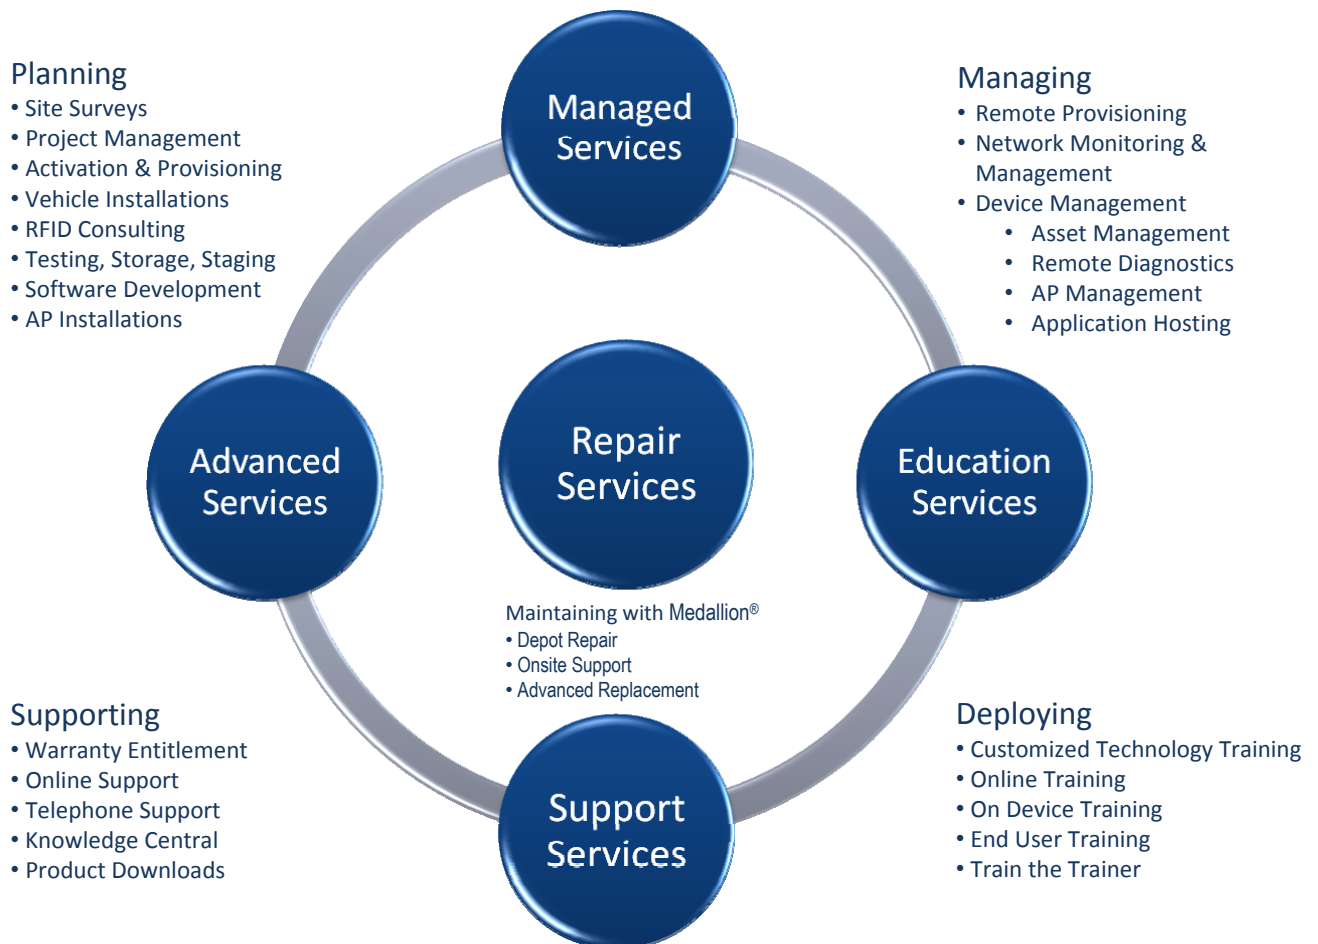 Planning
• Site Surveys
• Project Management
• Activation & Provisioning
• Vehicle Installations
• RFID Consulting
• Testing, Storage, Staging
• Software Development
• AP Installations
Managed
Services
Managing
• Remote Provisioning
• Network Monitoring &
Management
• Device Management
• Asset Management
• Remote Diagnostics
• AP Management
• Application Hosting
Advanced
Services
Repair
Services
Education
Services
Maintaining with Medallion®
• Depot Repair
• Onsite Support
• Advanced Replacement
Supporting
• Warranty Entitlement
• Online Support
• Telephone Support
• Knowledge Central
• Product Downloads
Support
Services
Deploying
• Customized Technology Training
• Online Training
• On Device Training
• End User Training
• Train the Trainer